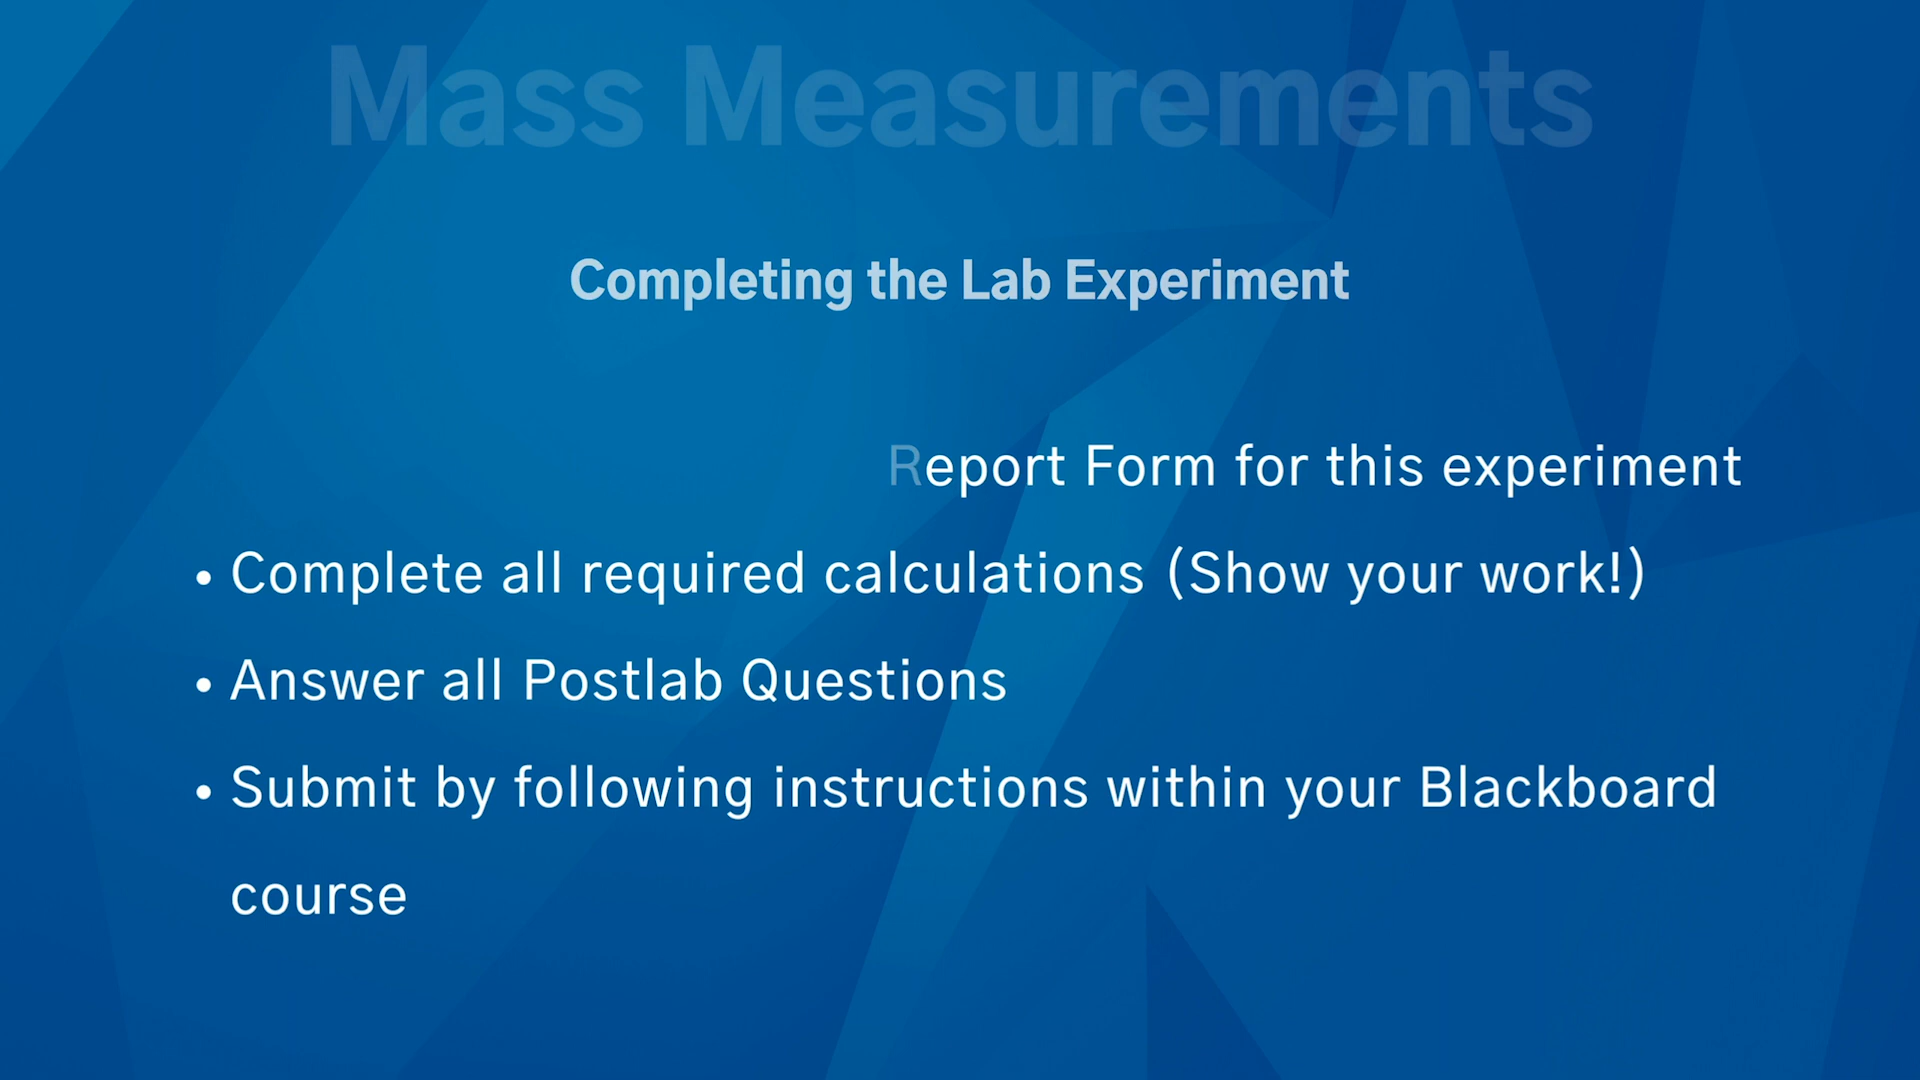 Mass Measurements
Completing the Lab Experiment
Report Form for this experiment
• Complete all required calculations (Show your work!)
• Answer all Postlab Questions
• Submit by following instructions within your Blackboard
course